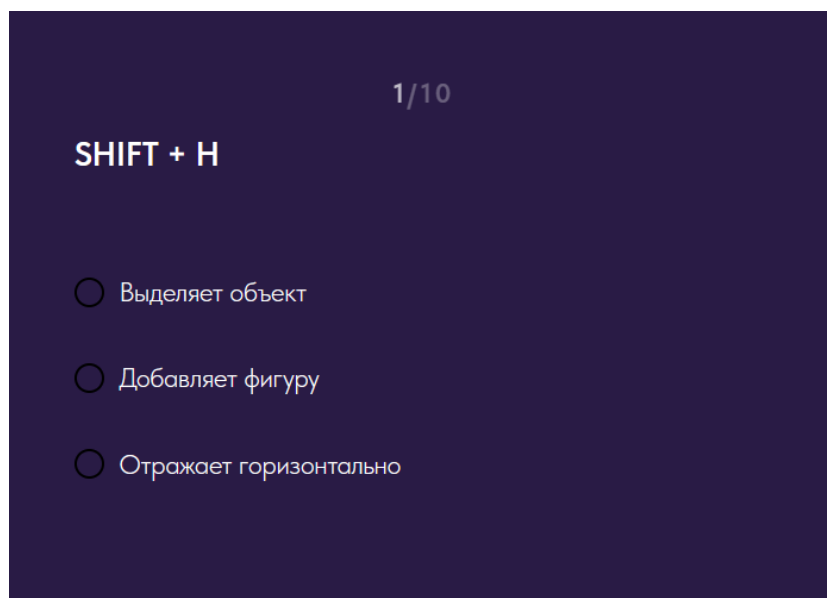 1/10
SHIFT + H
Выделяет объект
Добавляет фигуру
Отражает горизонтально